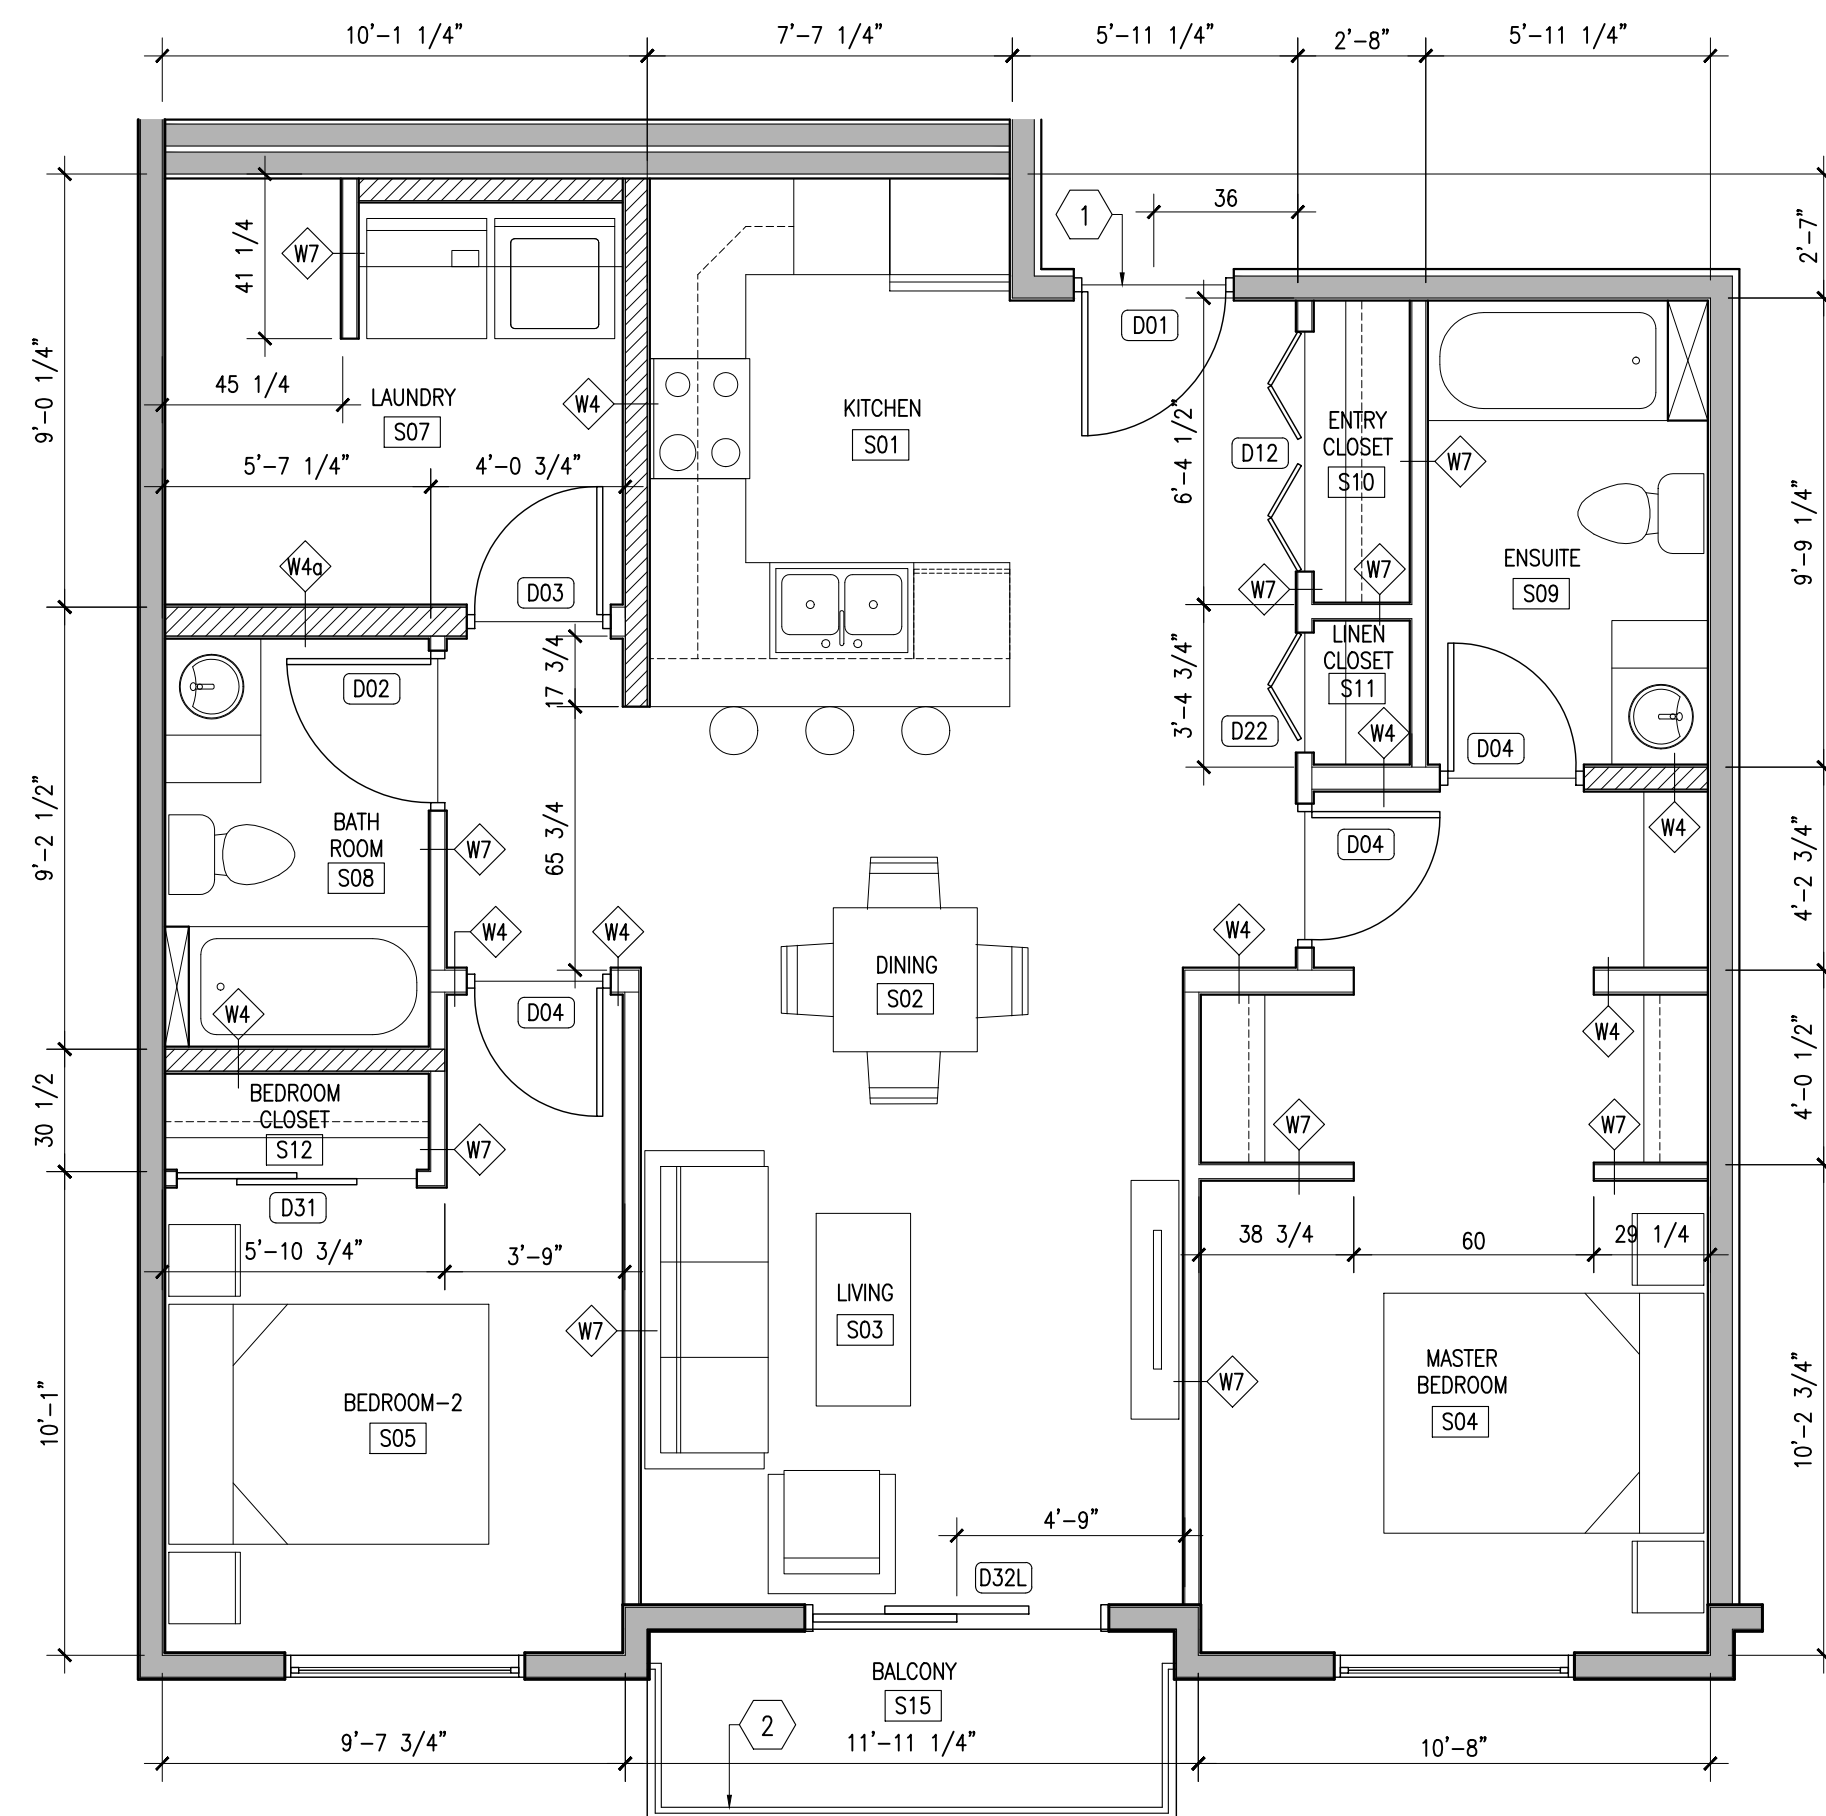 10'-1 1/4"
7'-7 1/4"
5'-11 1/4"
2'-8"
5'-11 1/4"
36
1
2'-7"
41 1/4
W7
D01
9'-0 1/4"
45 1/4
LAUNDRY
S07
W4
KITCHEN
S01
6'-4 1/2"
D12
ENTRY
CLOSET
S10
W7
9'-9 1/4"
5'-7 1/4"
4'-0 3/4"
W4a
D03
W7
W7
ENSUITE
S09
17 3/4
D02
3'-4 3/4"
LINEN
CLOSET
S11
D22
W4
D04
9'-2 1/2"
BATH
ROOM
S08
W7
65 3/4
D04
W4
4'-2 3/4"
W4
W4
W4
DINING
S02
W4
D04
W4
30 1/2
BEDROOM
CLOSET
S12
W7
W7
W7
4'-0 1/2"
D31
5'-10 3/4"
3'-9"
38 3/4
60
29 1/4
LIVING
S03
W7
W7
MASTER
BEDROOM
S04
10'-1"
BEDROOM-2
S05
10'-2 3/4"
4'-9"
D32L
BALCONY
S15
2
9'-7 3/4"
11'-11 1/4"
10'-8"